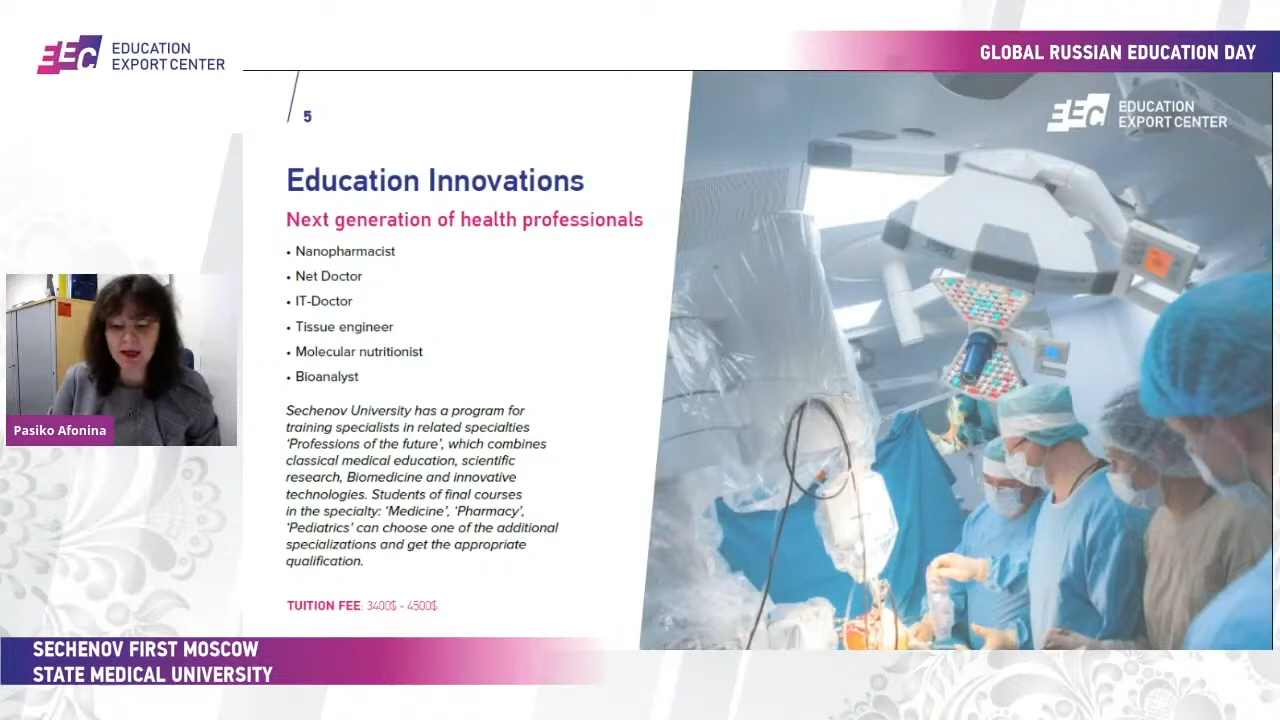 EEC
EDUCATION
EXPORT CENTER
GLOBAL RUSSIAN EDUCATION DAY
EEC
EDUCATION
EXPORT CENTER
5
Education Innovations
Next generation of health professionals
• Nanopharmacist
• Net Doctor
• IT-Doctor
• Tissue engineer
• Molecular nutritionist
• Bioanalyst
Sechenov University has a program for
training specialists in related specialties
‘Professions of the future’, which combines
classical medical education, scientific
research, Biomedicine and innovative
technologies. Students of final courses
in the specialty: ‘Medicine’, ‘Pharmacy’,
‘Pediatrics’ can choose one of the additional
specializations and get the appropriate
qualification.
TUITION FEE: 3400$ - 4500$
Pasiko Afonina
SECHENOV FIRST MOSCOW
STATE MEDICAL UNIVERSITY